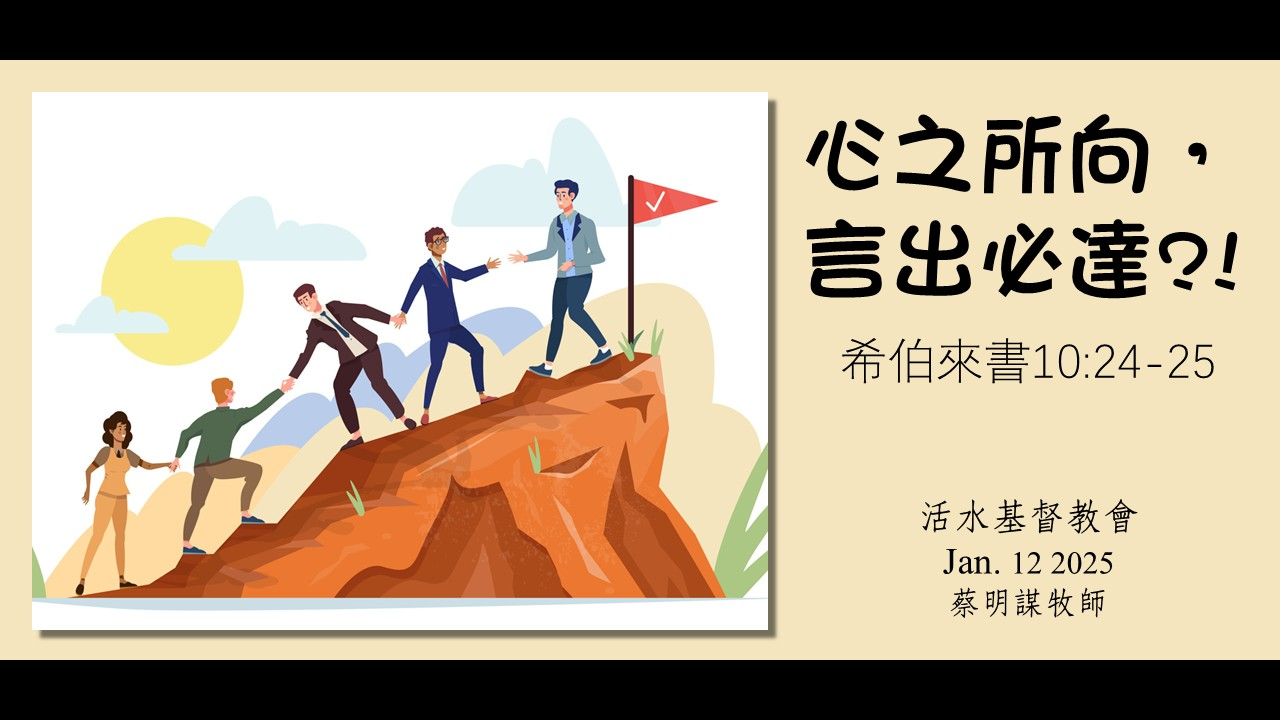 心之所向，
言出必達?!
希伯來書10:24-25
活水基督教會
Jan. 12 2025
蔡明謀牧師